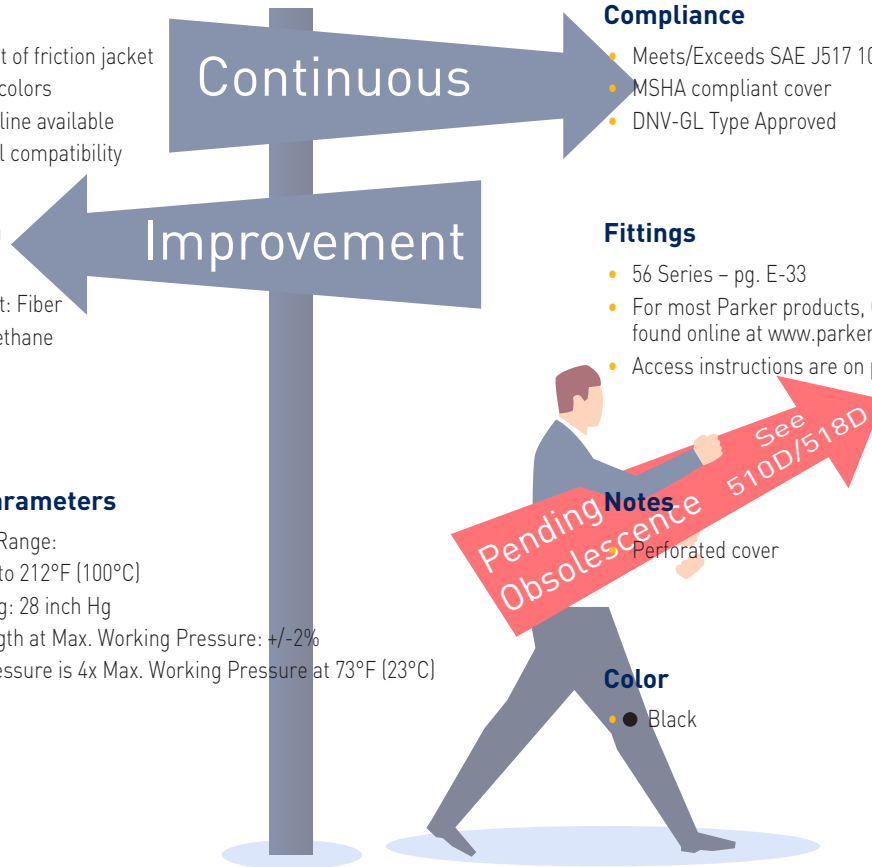 t of friction jacket
colors
line available
l compatibility
Continuous
Improvement
t: Fiber
ethane
arameters
Range:
to 212°F (100°C)
g: 28 inch Hg
gth at Max. Working Pressure: +/-2%
essure is 4x Max. Working Pressure at 73°F (23°C)
Compliance
Meets/Exceeds SAE J517 10
MSHA compliant cover
DNV-GL Type Approved
Fittings
56 Series – pg. E-33
For most Parker products,
found online at www.parker
Access instructions are on p
Pending
Obsolescence
See
510D/518D
Notes
Perforated cover
Color
Black